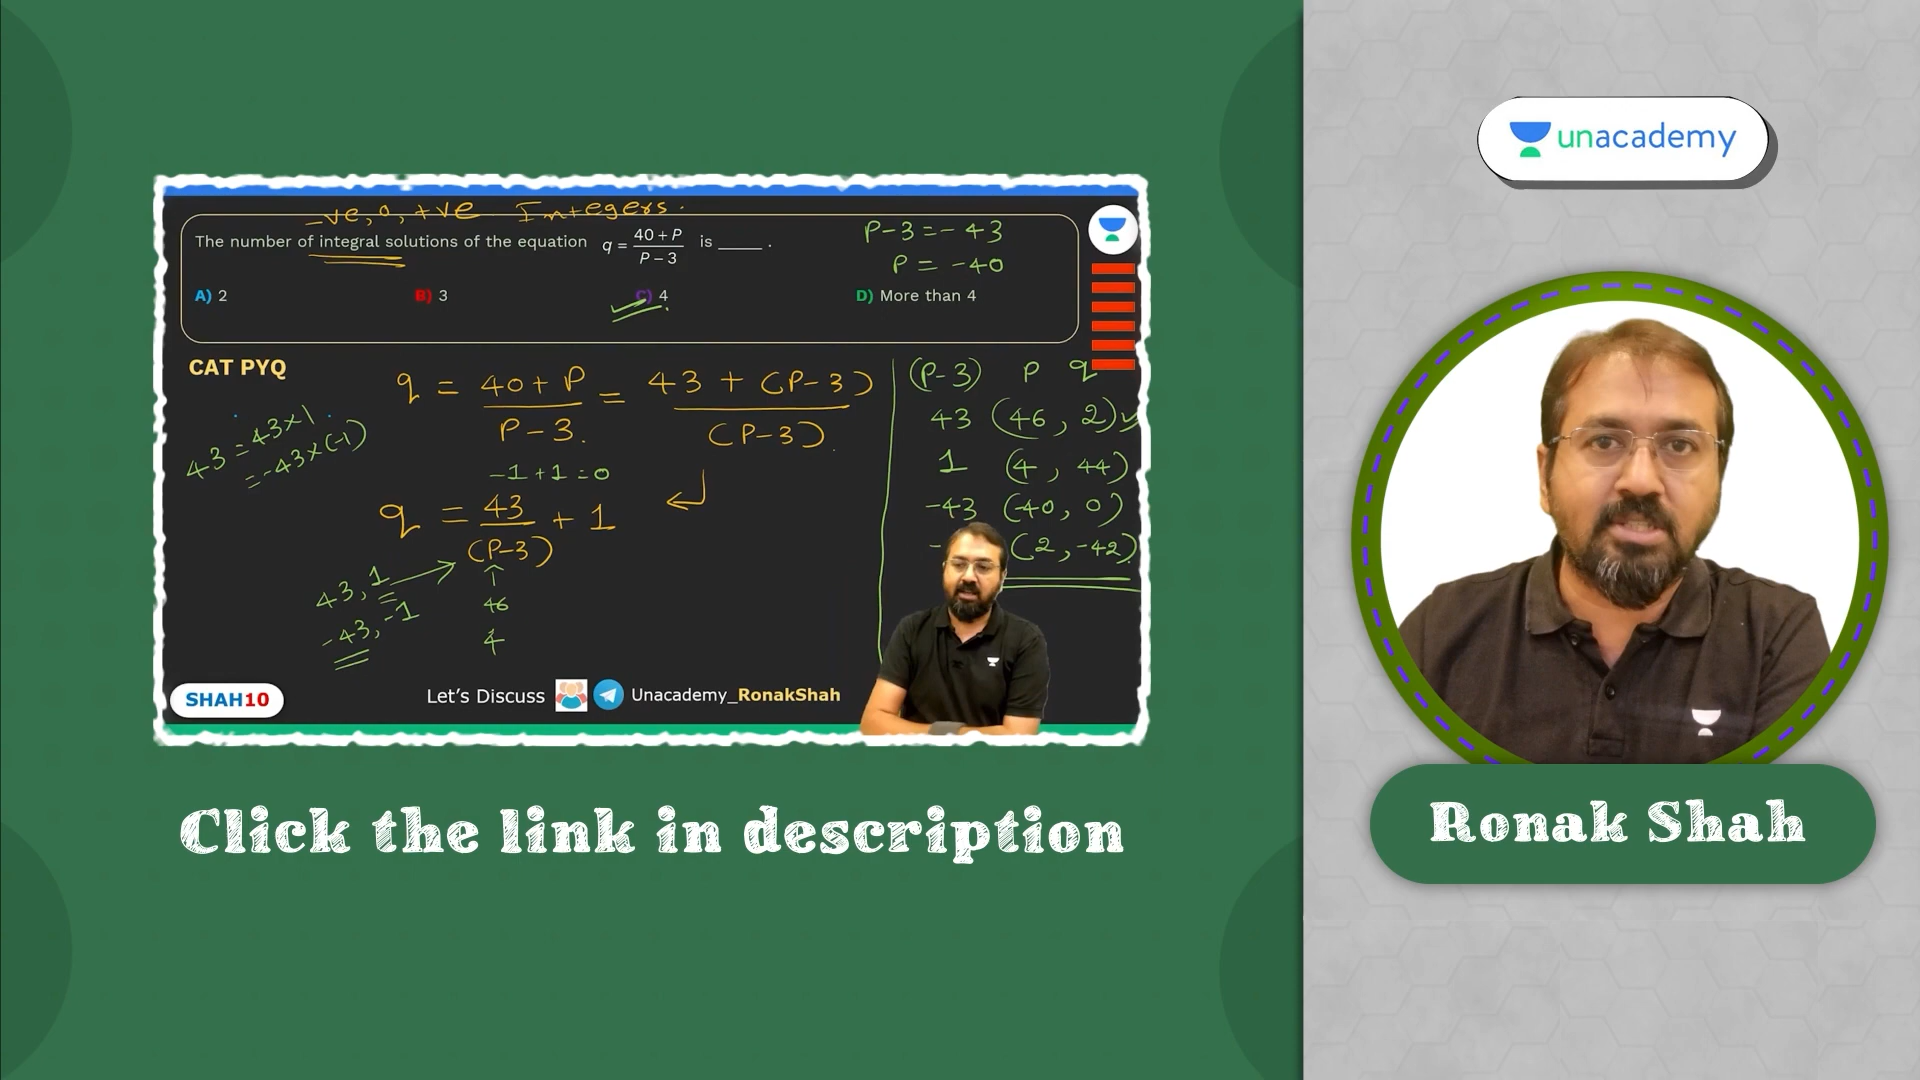 -ve, 0, +ve Integers.
The number of integral solutions of the equation q = 40 + P / P – 3 is _____ .
P-3 = -43
P = -40
A) 2 B) 3 C) 4 D) More than 4
CAT PYQ
q = 40 + P / P-3. = 43 + (P-3) / (P-3)
43 = 43×1
= -43×(-1)
-1 +1 = 0
q = 43 / (P-3) + 1
43, 1
-43, -1
46
4
(P-3) P q
43 (46, 2)✓
1 (4, 44)
-43 (-40, 0)
- (2, -42)
SHAH10
Let's Discuss Unacademy_RonakShah
Click the link in description
unacademy
Ronak Shah